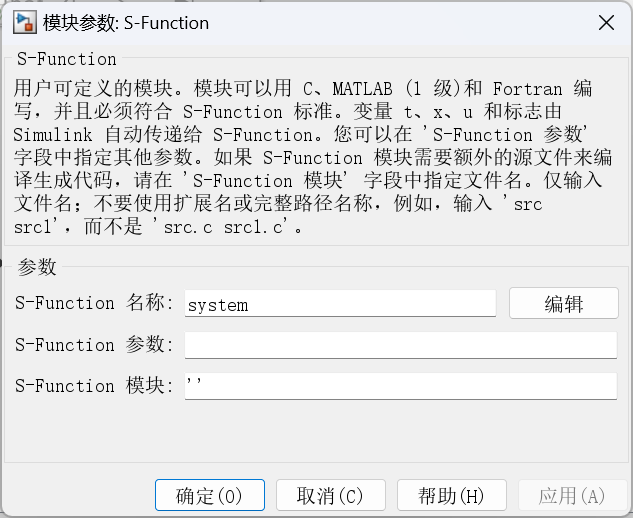 模块参数: S-Function
S-Function
用户可定义的模块。模块可以用 C、MATLAB (1 级)和 Fortran 编
写，并且必须符合 S-Function 标准。变量 t、x、u 和标志由
Simulink 自动传递给 S-Function。您可以在 'S-Function 参数'
字段中指定其他参数。如果 S-Function 模块需要额外的源文件来编
译生成代码，请在 'S-Function 模块' 字段中指定文件名。仅输入
文件名；不要使用扩展名或完整路径名称，例如，输入 'src
src1'，而不是 'src.c src1.c'。
参数
S-Function 名称: system 编辑
S-Function 参数:
S-Function 模块: ''
确定(O) 取消(C) 帮助(H) 应用(A)